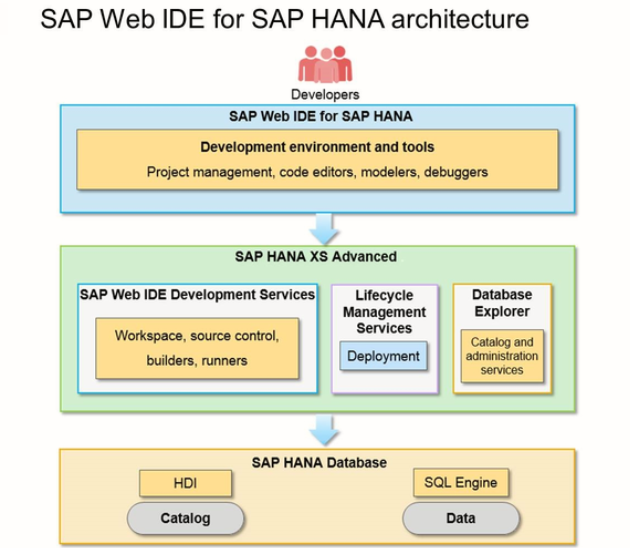 SAP Web IDE for SAP HANA architecture
Developers
SAP Web IDE for SAP HANA
Development environment and tools
Project management, code editors, modelers, debuggers
SAP HANA XS Advanced
SAP Web IDE Development Services
Workspace, source control,
builders, runners
Lifecycle
Management
Services
Deployment
Database
Explorer
Catalog and
administration
services
SAP HANA Database
HDI
Catalog
SQL Engine
Data